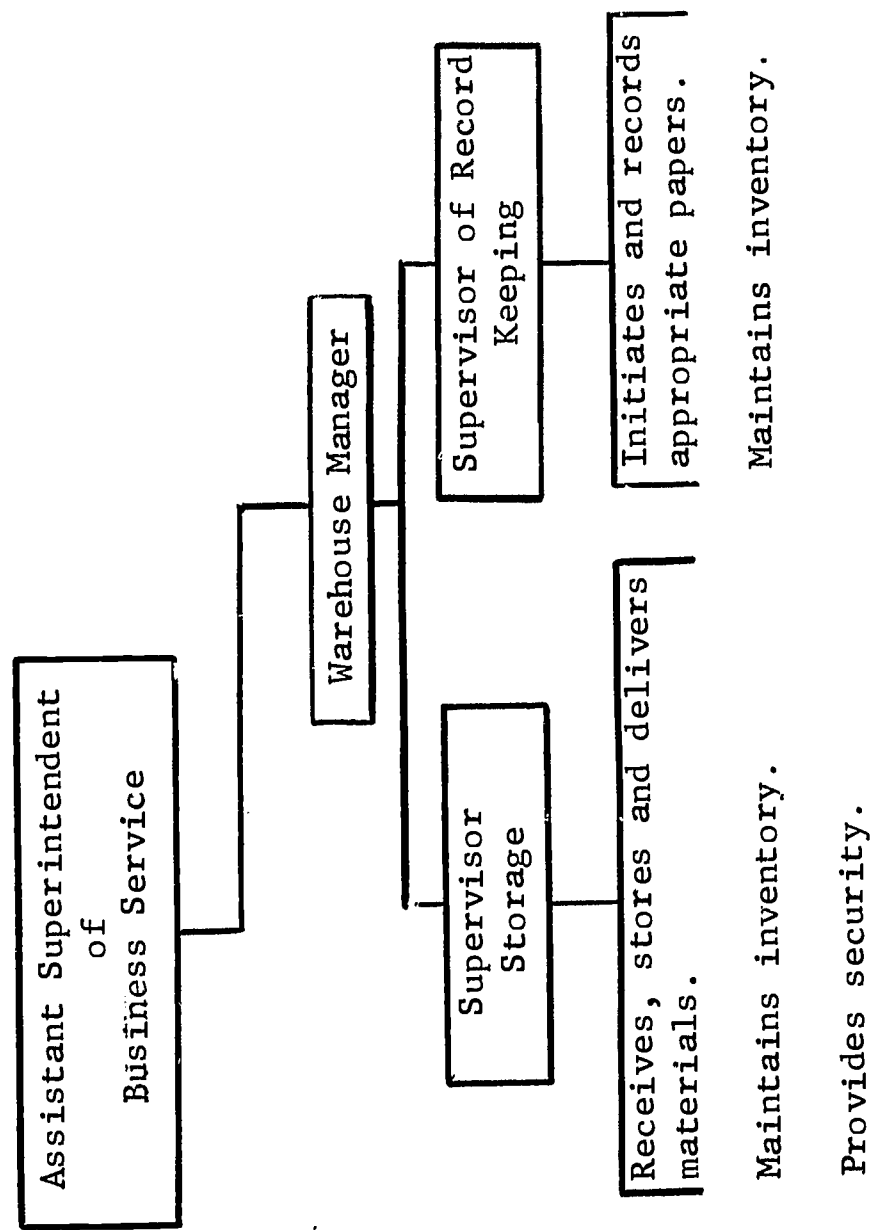 Assistant Superintendent
of
Business Service
Warehouse Manager
Supervisor
Storage
Supervisor of Record
Keeping
Receives, stores and delivers
materials.
Maintains inventory.
Provides security.
Initiates and records
appropriate papers.
Maintains inventory.